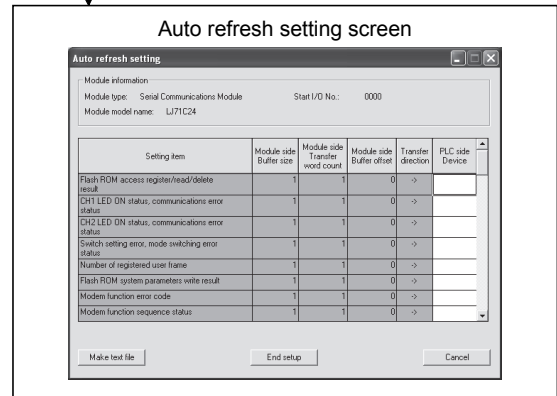 Auto refresh setting screen
Auto refresh setting
Module information
Module type: Serial Communications Module Start I/O No.: 0000
Module model name: LJ71C24
Setting item
Module side Buffer size
Module side Transfer word count
Module side Buffer offset
Transfer direction
PLC side Device
Flash ROM access register/read/delete result 1 1 0 ->
CH1 LED ON status, communications error status 1 1 0 ->
CH2 LED ON status, communications error status 1 1 0 ->
Switch setting error, mode switching error status 1 1 0 ->
Number of registered user frame 1 1 0 ->
Flash ROM system parameters write result 1 1 0 ->
Modem function error code 1 1 0 ->
Modem function sequence status 1 1 0 ->
Make text file End setup Cancel